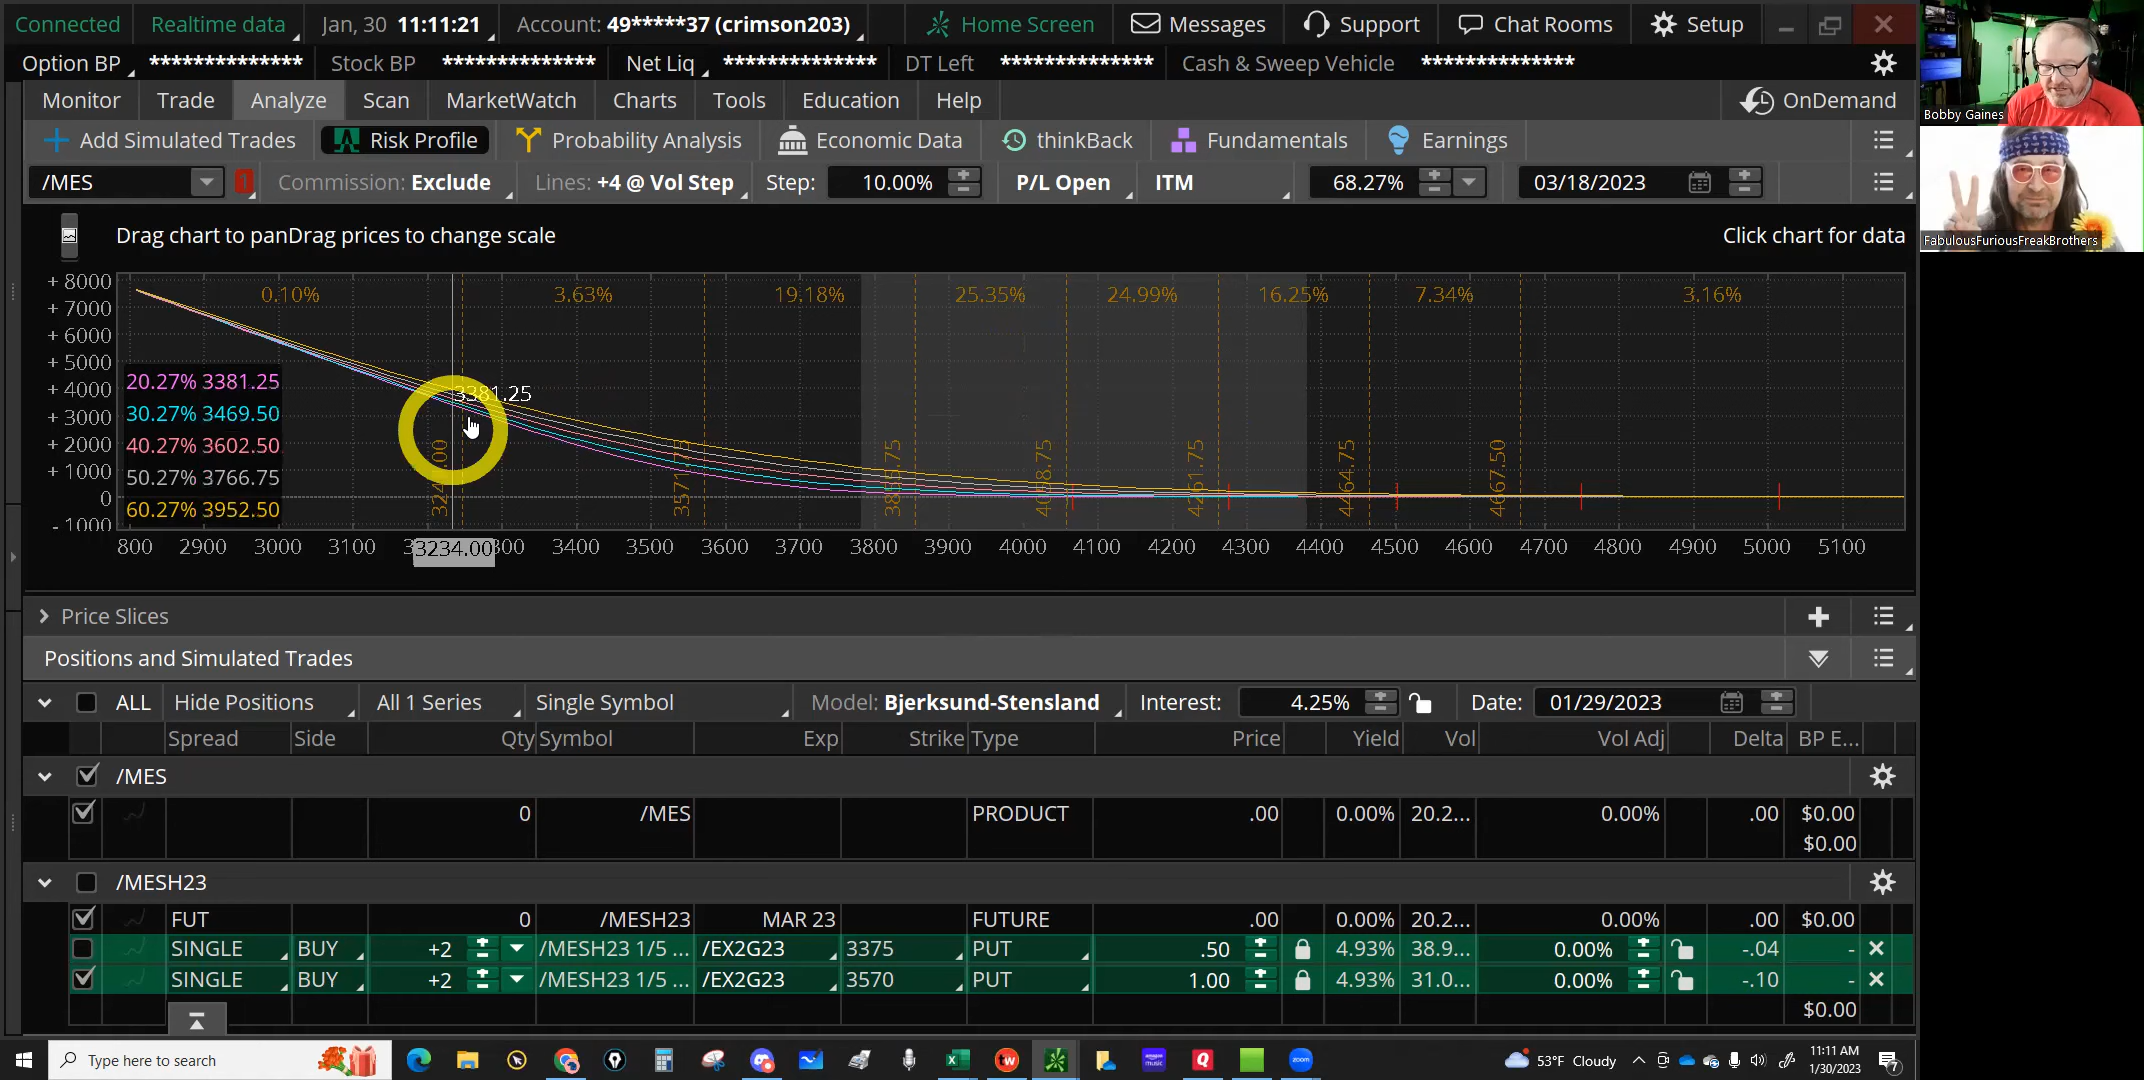 Connected Realtime data Jan, 30 11:11:21 Account: 49*****37 (crimson203) Home Screen Messages Support Chat Rooms Setup
Option BP ************** Stock BP ************** Net Liq ************** DT Left ************** Cash & Sweep Vehicle **************
Monitor Trade Analyze Scan MarketWatch Charts Tools Education Help OnDemand
Bobby Gaines
Add Simulated Trades Risk Profile Probability Analysis Economic Data thinkBack Fundamentals Earnings
/MES 1 Commission: Exclude Lines: +4 @ Vol Step Step: 10.00% P/L Open ITM 68.27% 03/18/2023
Drag chart to panDrag prices to change scale Click chart for data
FabulousFuriousFreakBrothers
+ 8000
+ 7000
+ 6000
+ 5000
+ 4000
+ 3000
+ 2000
+ 1000
0
- 1000
0.10% 3.63% 19.18% 25.35% 24.99% 16.25% 7.34% 3.16%
20.27% 3381.25
30.27% 3469.50
40.27% 3602.50
50.27% 3766.75
60.27% 3952.50
3381.25
4261.75 4464.75 4667.50
800 2900 3000 3100 3234.00 300 3400 3500 3600 3700 3800 3900 4000 4100 4200 4300 4400 4500 4600 4700 4800 4900 5000 5100
Price Slices
Positions and Simulated Trades
ALL Hide Positions All 1 Series Single Symbol Model: Bjerksund-Stensland Interest: 4.25% Date: 01/29/2023
Spread Side Qty Symbol Exp Strike Type Price Yield Vol Vol Adj Delta BP E...
/MES
0 /MES PRODUCT .00 0.00% 20.2... 0.00% .00 $0.00
$0.00
/MESH23
FUT 0 /MESH23 MAR 23 FUTURE .00 0.00% 20.2... 0.00% .00 $0.00
SINGLE BUY +2 /MESH23 1/5 ... /EX2G23 3375 PUT .50 4.93% 38.9... 0.00% -.04 -
SINGLE BUY +2 /MESH23 1/5 ... /EX2G23 3570 PUT 1.00 4.93% 31.0... 0.00% -.10 -
$0.00
Type here to search 53°F Cloudy 11:11 AM
1/30/2023 7